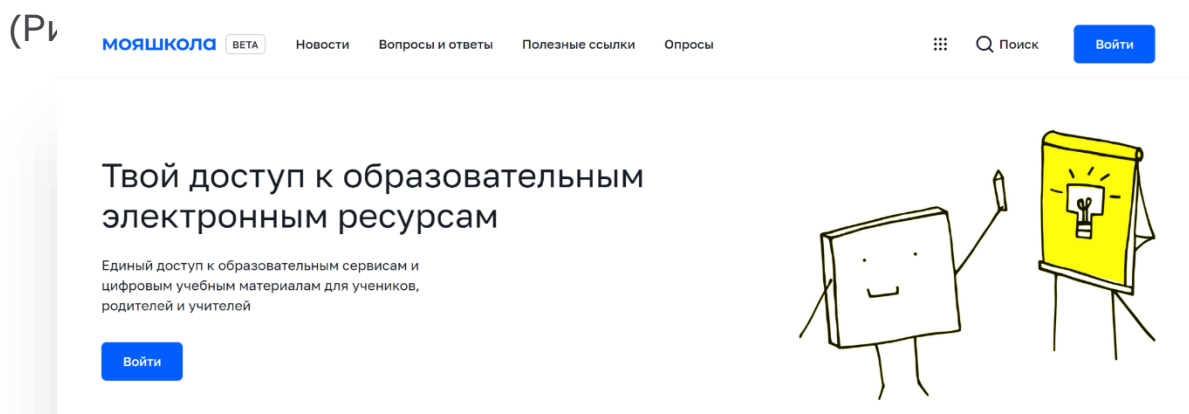 (Ри
мояшкола BETA Новости Вопросы и ответы Полезные ссылки Опросы Поиск Войти
Твой доступ к образовательным
электронным ресурсам
Единый доступ к образовательным сервисам и
цифровым учебным материалам для учеников,
родителей и учителей
Войти